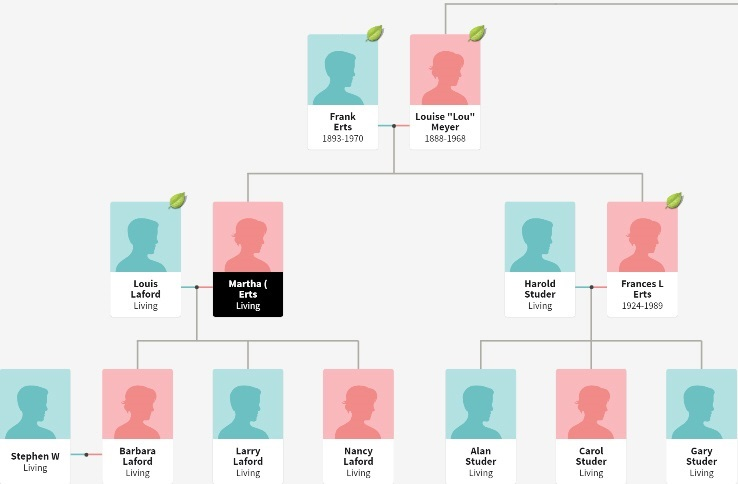 Frank
Erts
1893-1970
Louise "Lou"
Meyer
1888-1968
Louis
Laford
Living
Martha (
Erts
Living
Harold
Studer
Living
Frances L
Erts
1924-1989
Stephen W
Living
Barbara
Laford
Living
Larry
Laford
Living
Nancy
Laford
Living
Alan
Studer
Living
Carol
Studer
Living
Gary
Studer
Living